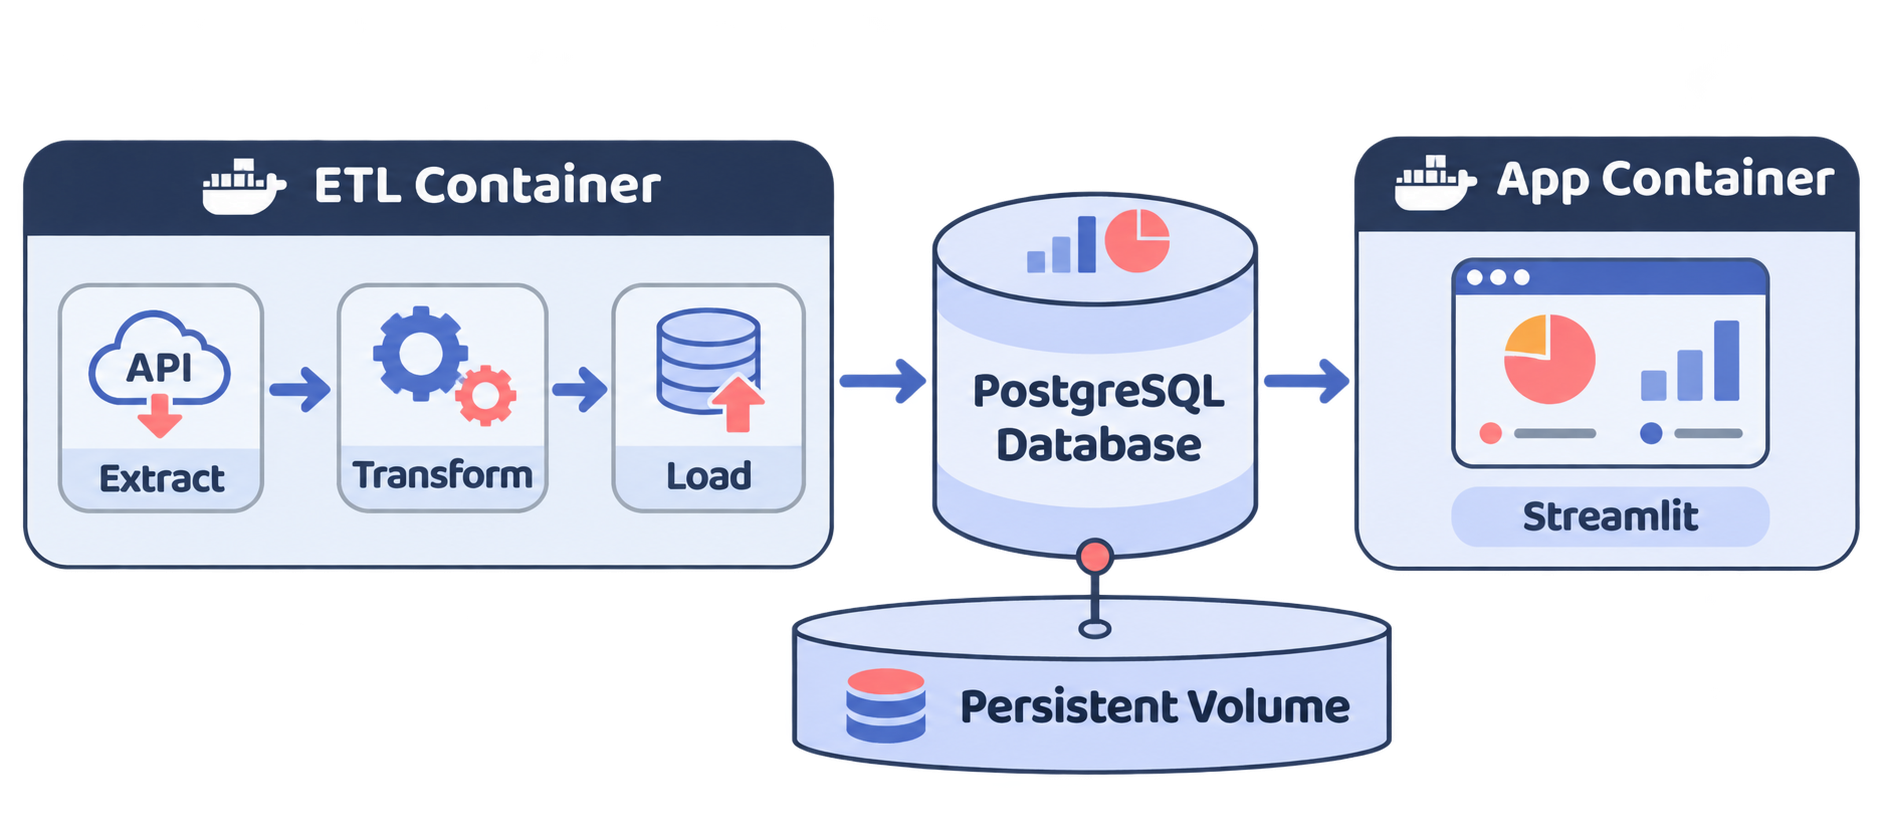 ETL Container
API
Extract
Transform
Load
PostgreSQL
Database
Persistent Volume
App Container
Streamlit